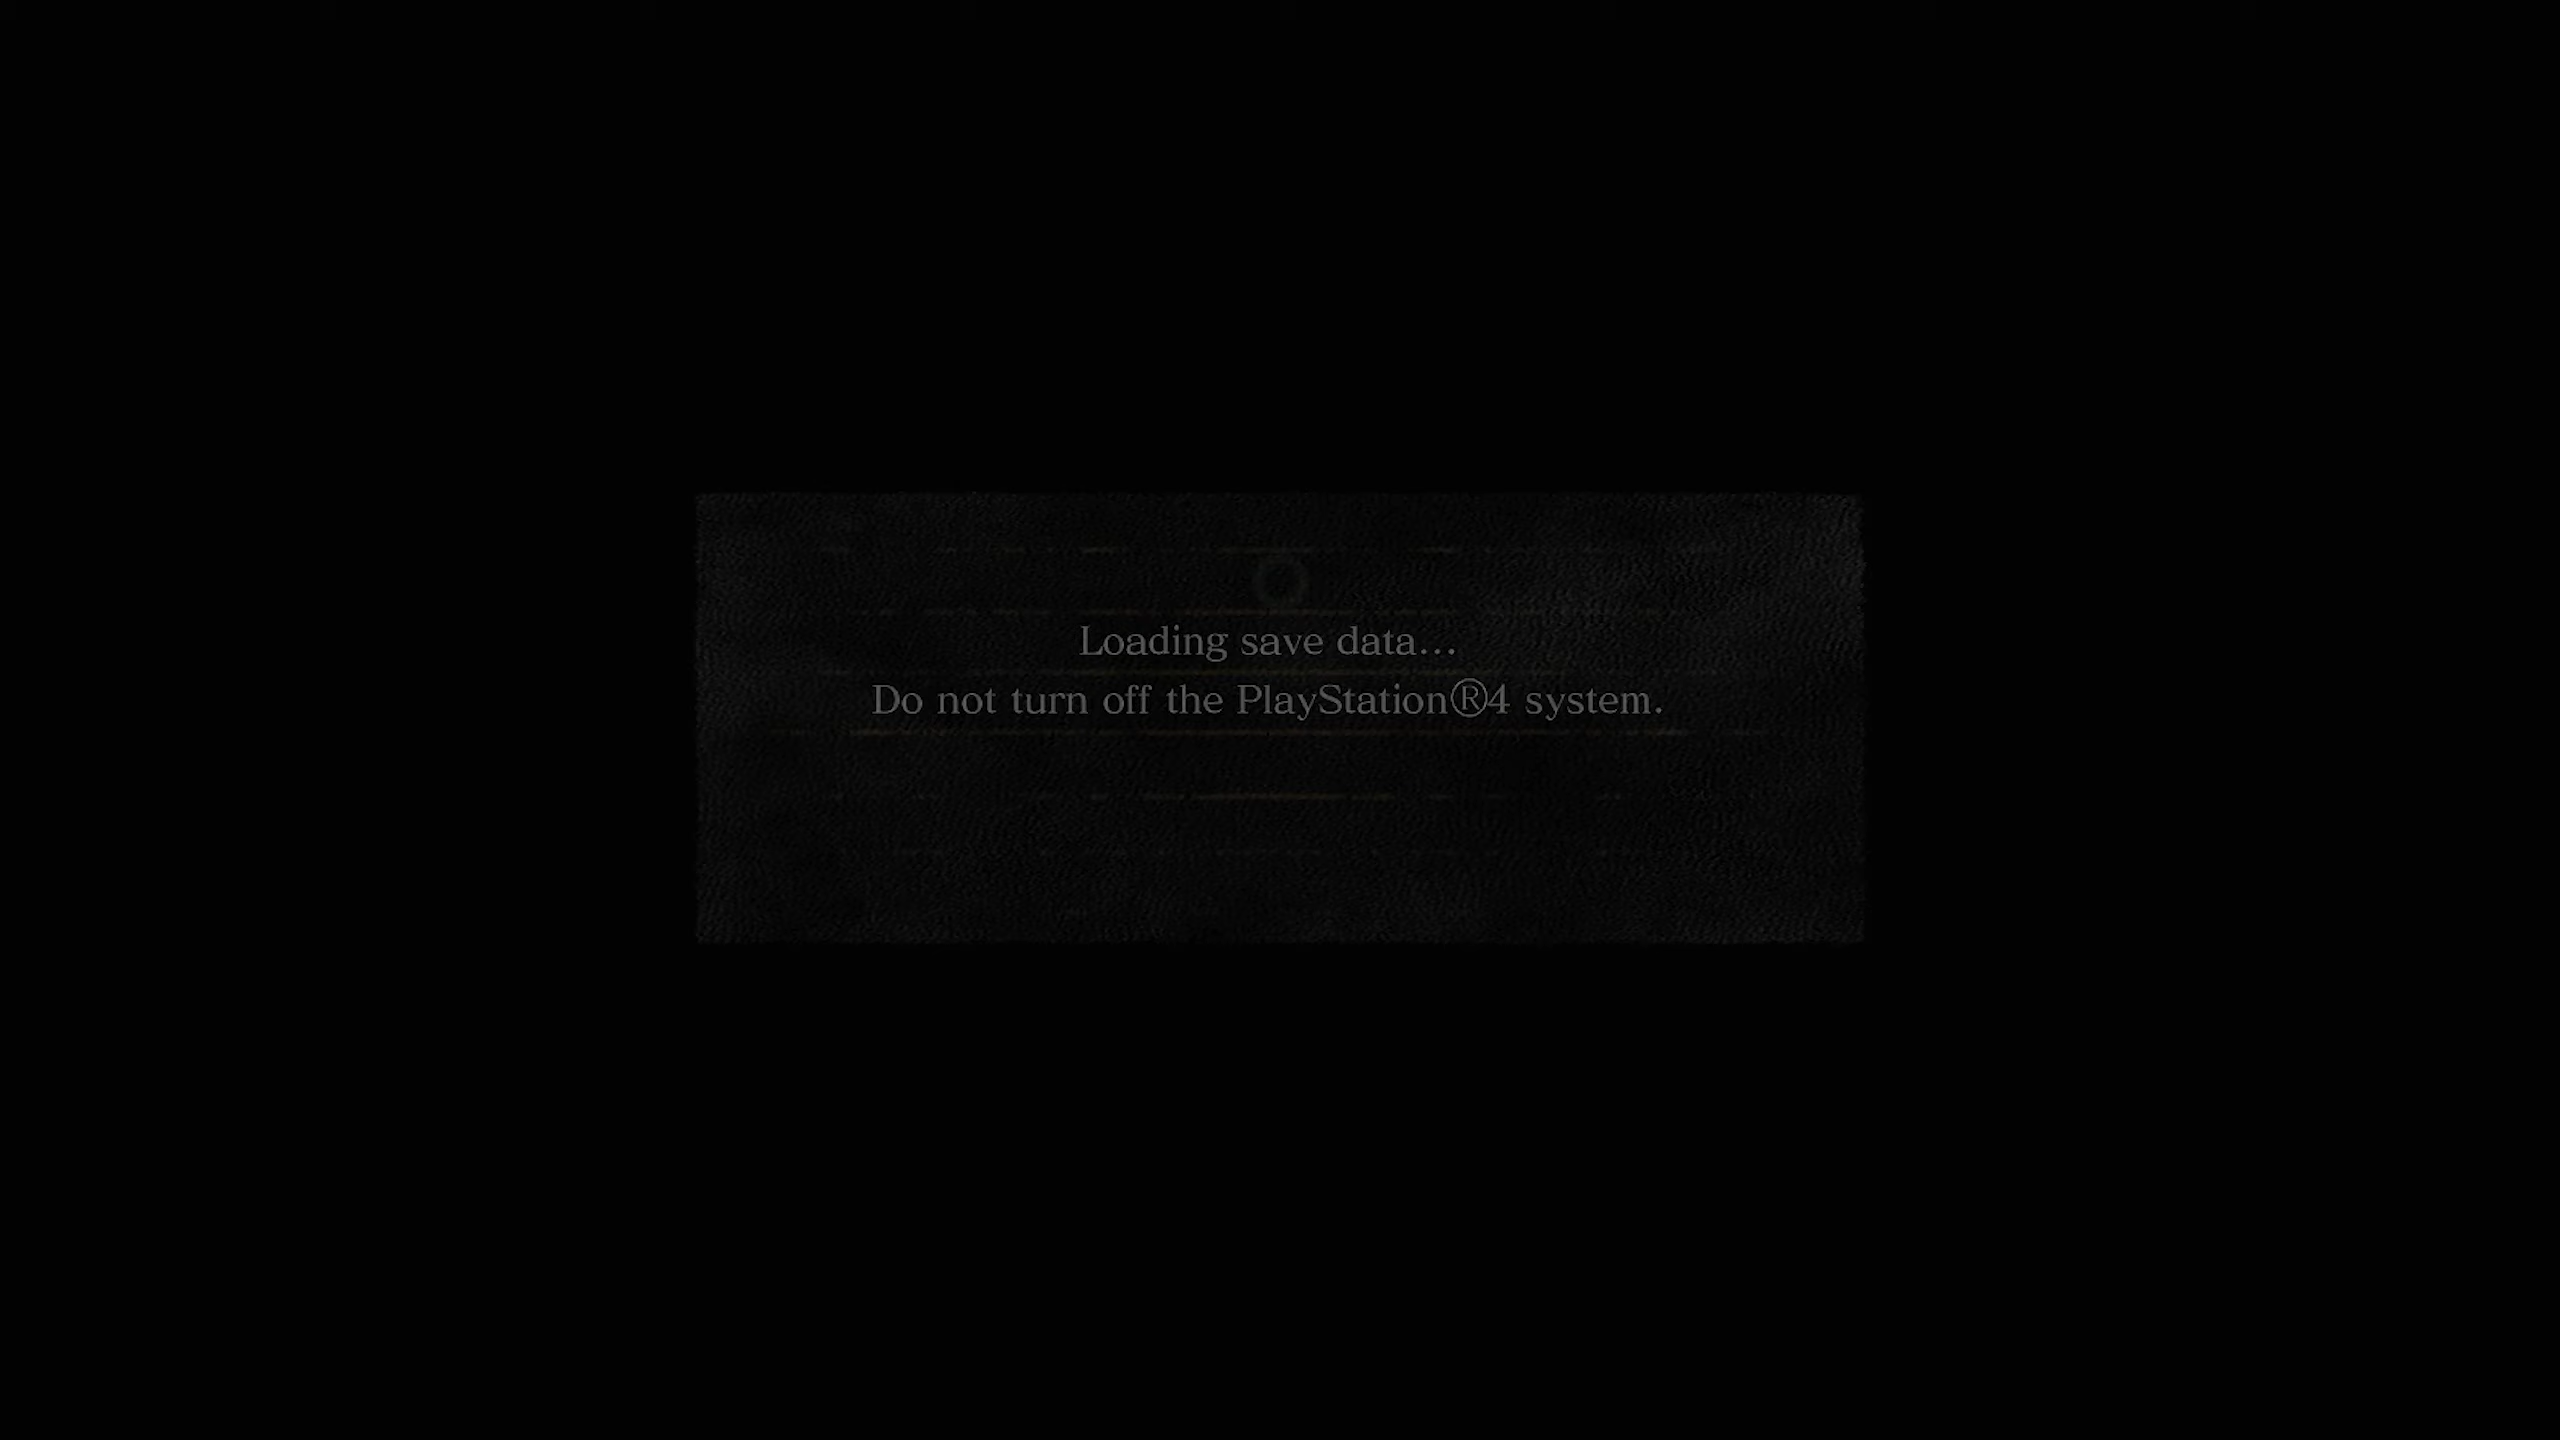 Loading save data...
Do not turn off the PlayStation®4 system.